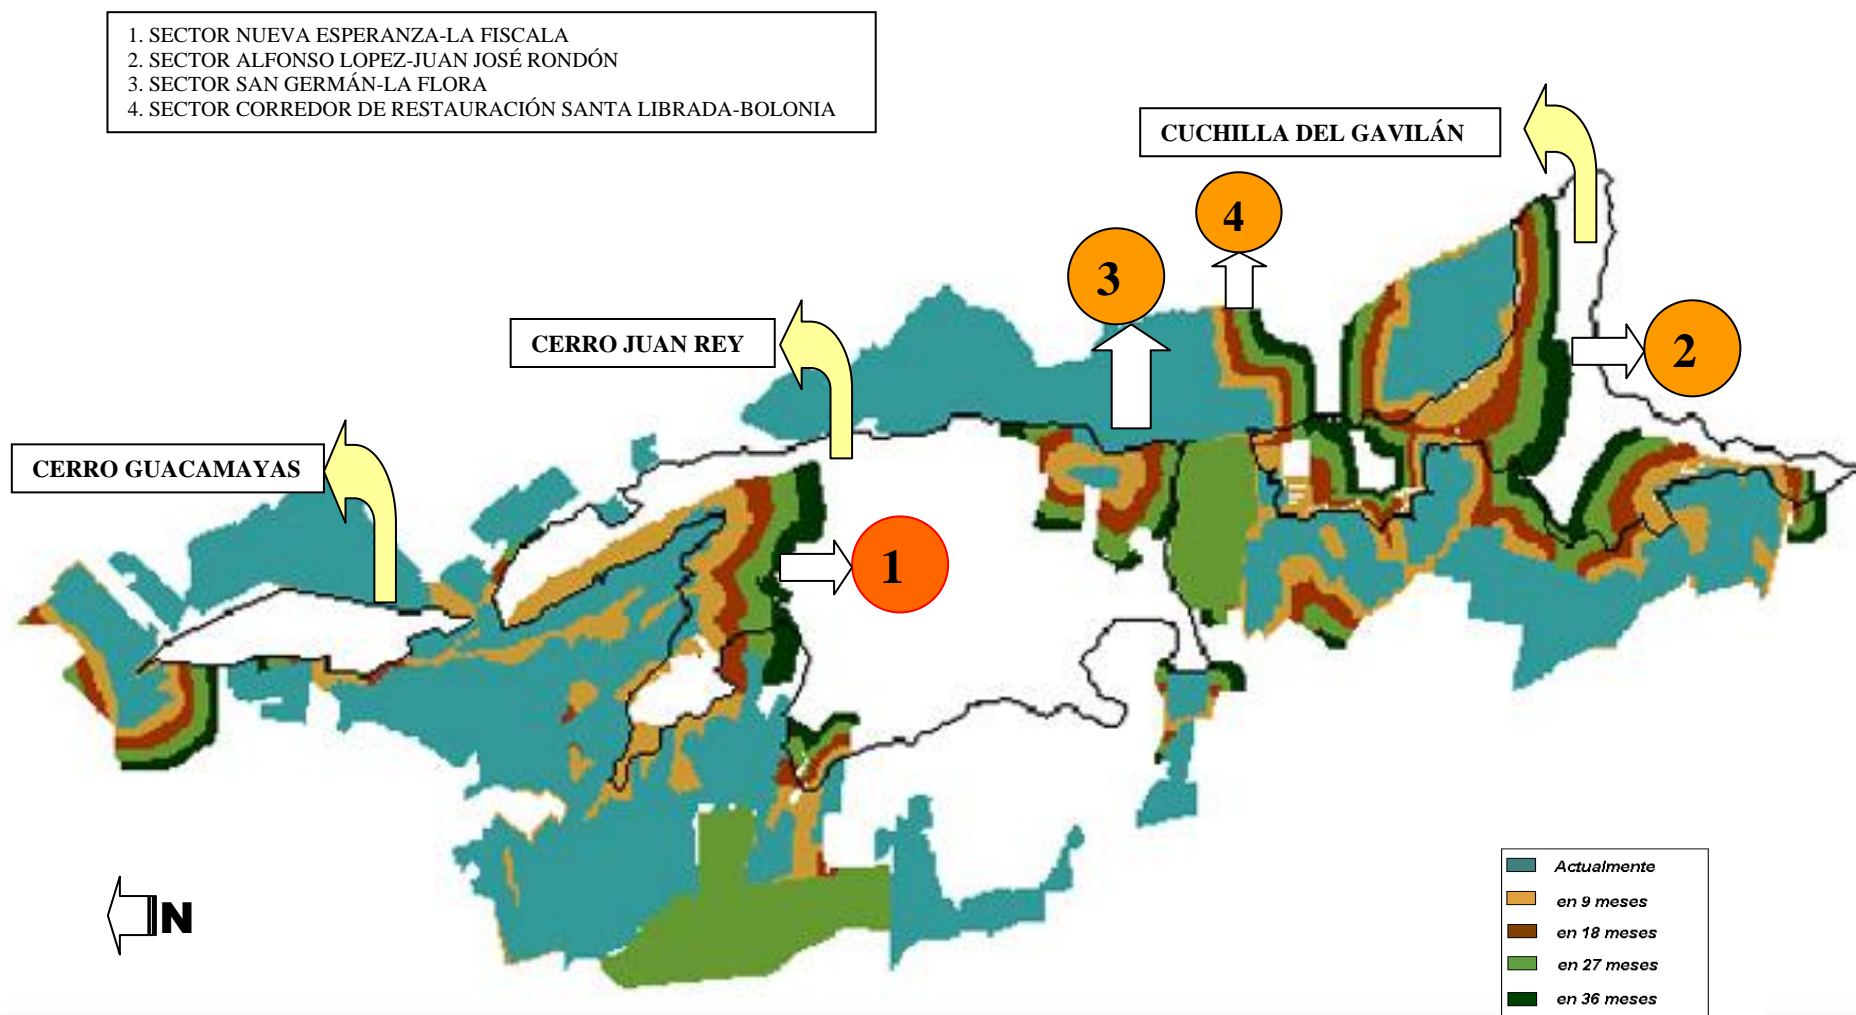 1. SECTOR NUEVA ESPERANZA-LA FISCALA
2. SECTOR ALFONSO LOPEZ-JUAN JOSÉ RONDÓN
3. SECTOR SAN GERMÁN-LA FLORA
4. SECTOR CORREDOR DE RESTAURACIÓN SANTA LIBRADA-BOLONIA
CUCHILLA DEL GAVILÁN
4
3
CERRO JUAN REY
2
CERRO GUACAMAYAS
1
N
Actualmente
en 9 meses
en 18 meses
en 27 meses
en 36 meses